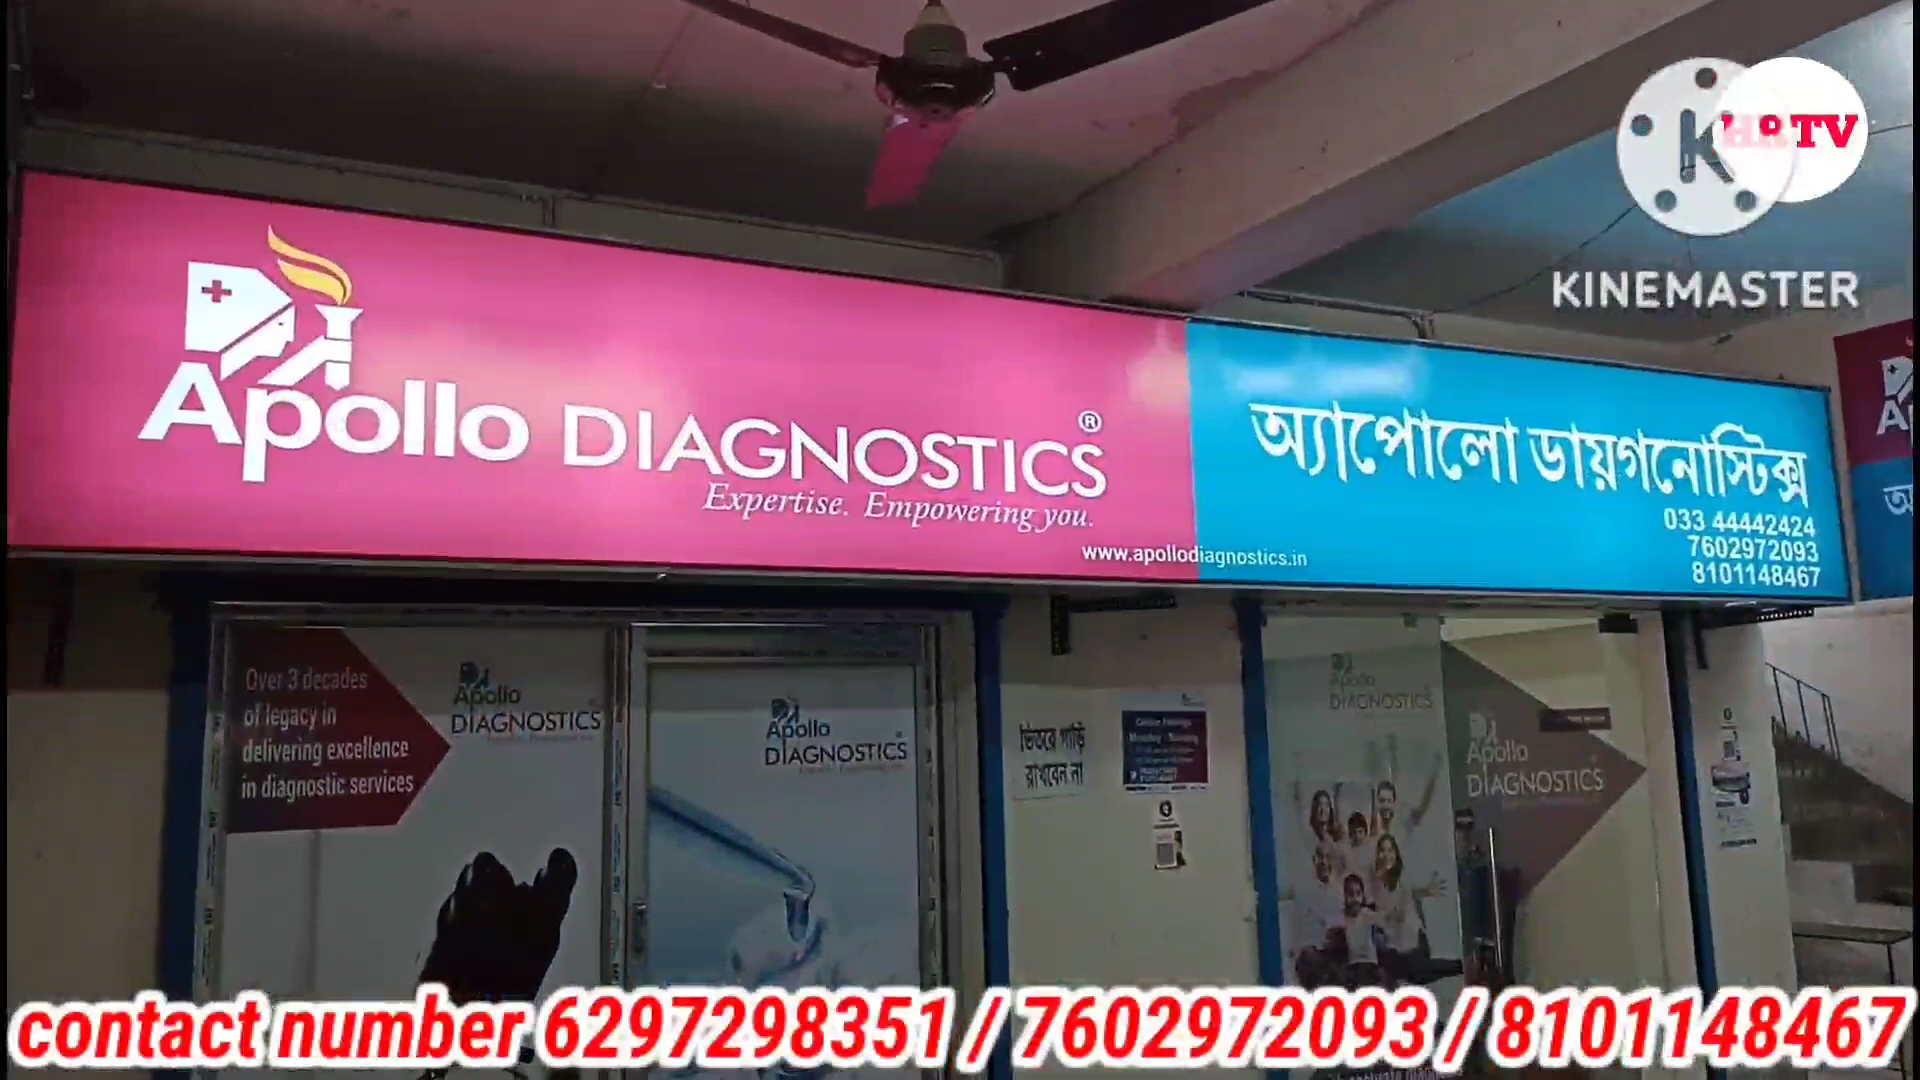 HR TV
KINEMASTER
Apollo DIAGNOSTICS®
Expertise. Empowering you.
www.apollodiagnostics.in
অ্যাপোলো ডায়গনোস্টিক্স
033 44442424
7602972093
8101148467
Over 3 decades
of legacy in
delivering excellence
in diagnostic services
Apollo
DIAGNOSTICS
Apollo
DIAGNOSTICS
ভিতরে গাড়ি
রাখবেন না
Apollo
DIAGNOSTICS
Apollo
DIAGNOSTICS
contact number 6297298351 / 7602972093 / 8101148467